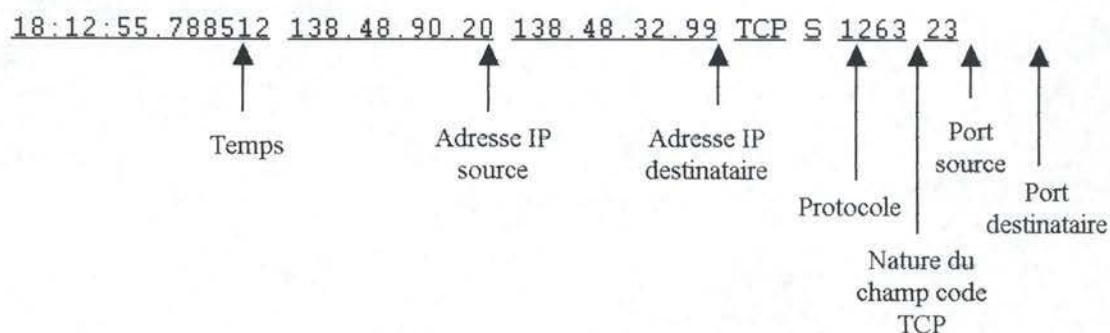 18:12:55.788512 138.48.90.20 138.48.32.99 TCP S 1263 23
Temps
Adresse IP
source
Adresse IP
destinataire
Protocole
Nature du
champ code
TCP
Port
source
Port
destinataire